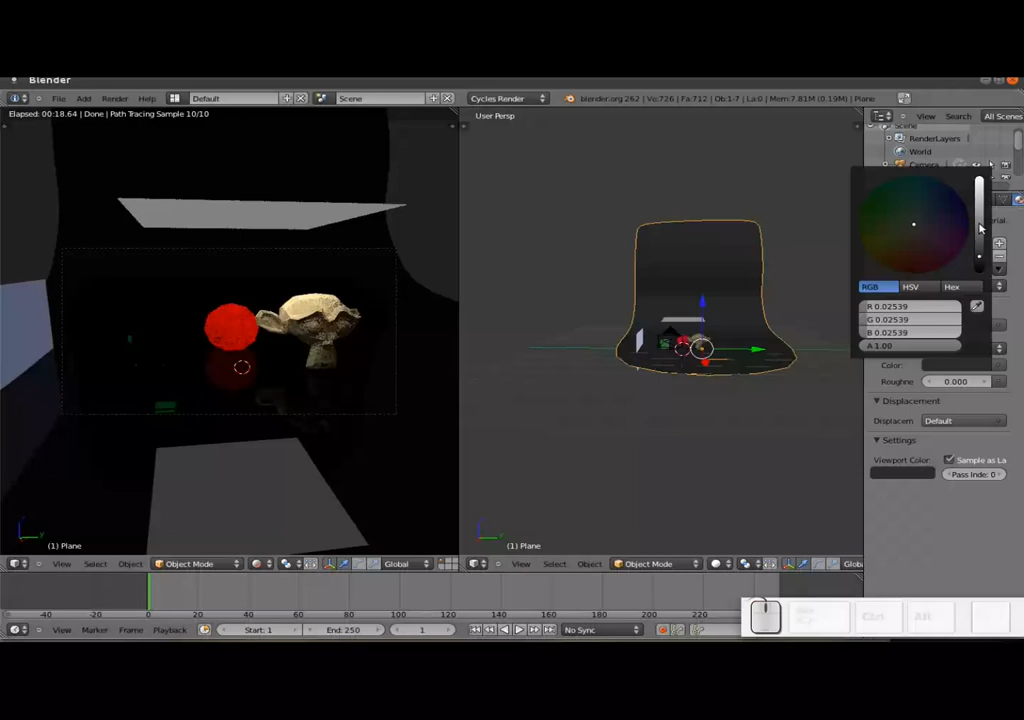 Blender
File Add Render Help Default Scene Cycles Render blender.org 262 | Ve:726 | Fa:712 | Ob:1-7 | La:0 | Mem:7.81M (0.19M) | Plane
Elapsed: 00:18.64 | Done | Path Tracing Sample 10/10
User Persp
View Search All Scenes
Scene
RenderLayers
World
Camera
RGB HSV Hex
R 0.02539
G 0.02539
B 0.02539
A 1.00
Color:
Roughne 0.000
Displacement
Displacem Default
Settings
Viewport Color: Sample as La
Pass Inde: 0
(1) Plane
(1) Plane
View Select Object Object Mode Global
View Select Object Object Mode Globa
-40 -20 0 20 40 60 80 100 120 140 160 180 200 220
View Marker Frame Playback Start: 1 End: 250 1 No Sync
Ctrl Alt